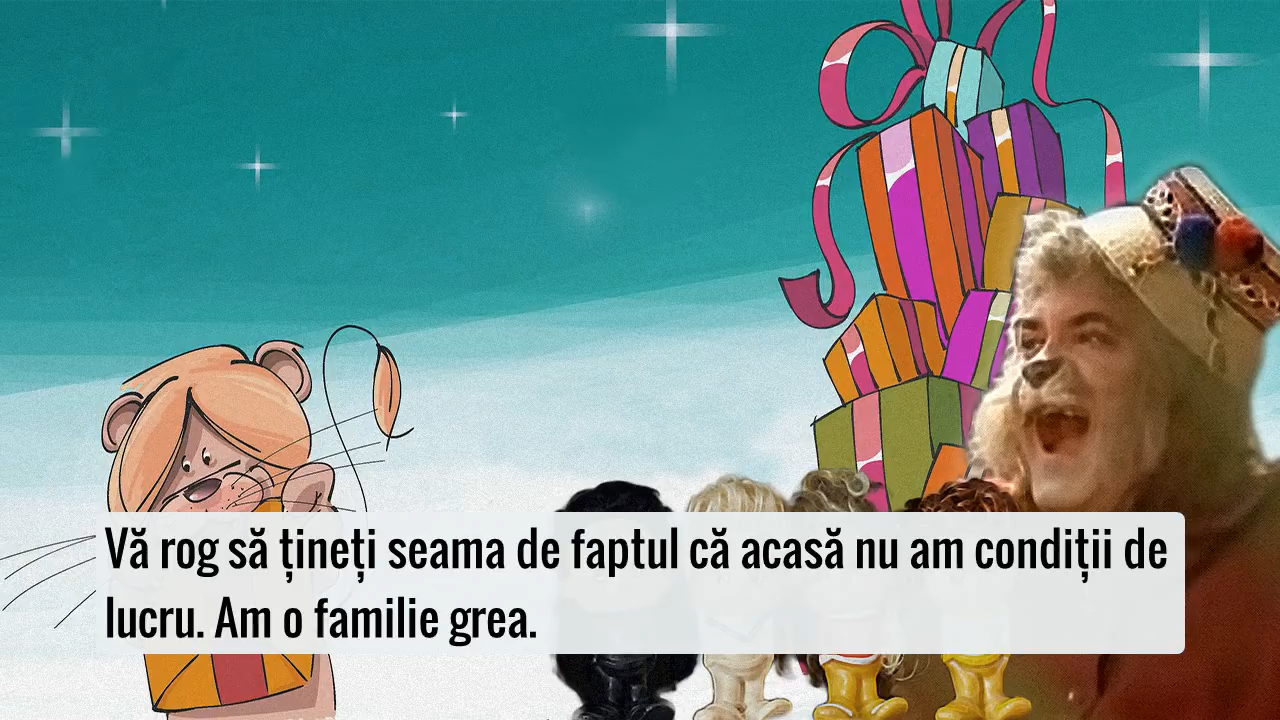 Vă rog să țineți seama de faptul că acasă nu am condiții de
lucru. Am o familie grea.